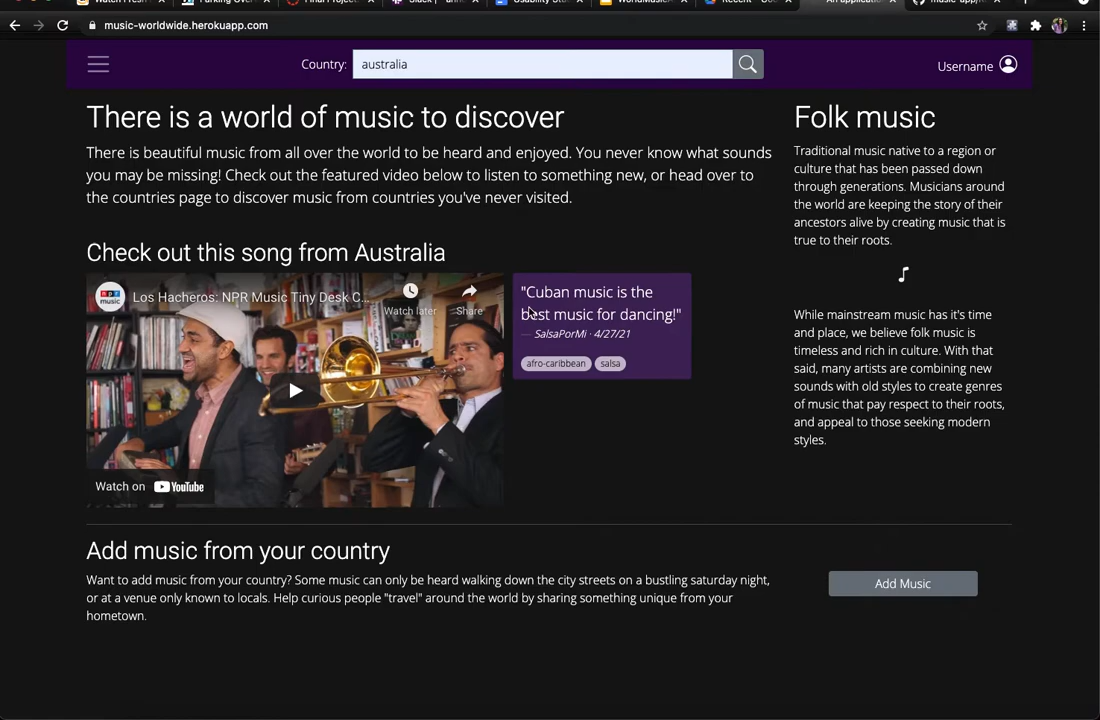 music-worldwide.herokuapp.com
Country:
australia
Username
There is a world of music to discover
There is beautiful music from all over the world to be heard and enjoyed. You never know what sounds
you may be missing! Check out the featured video below to listen to something new, or head over to
the countries page to discover music from countries you've never visited.
Check out this song from Australia
npr
music
Los Hacheros: NPR Music Tiny Desk C...
Watch later
Share
Watch on YouTube
"Cuban music is the
best music for dancing!"
— SalsaPorMi · 4/27/21
afro-caribbean
salsa
Folk music
Traditional music native to a region or
culture that has been passed down
through generations. Musicians around
the world are keeping the story of their
ancestors alive by creating music that is
true to their roots.
While mainstream music has it's time
and place, we believe folk music is
timeless and rich in culture. With that
said, many artists are combining new
sounds with old styles to create genres
of music that pay respect to their roots,
and appeal to those seeking modern
styles.
Add music from your country
Want to add music from your country? Some music can only be heard walking down the city streets on a bustling saturday night,
or at a venue only known to locals. Help curious people "travel" around the world by sharing something unique from your
hometown.
Add Music